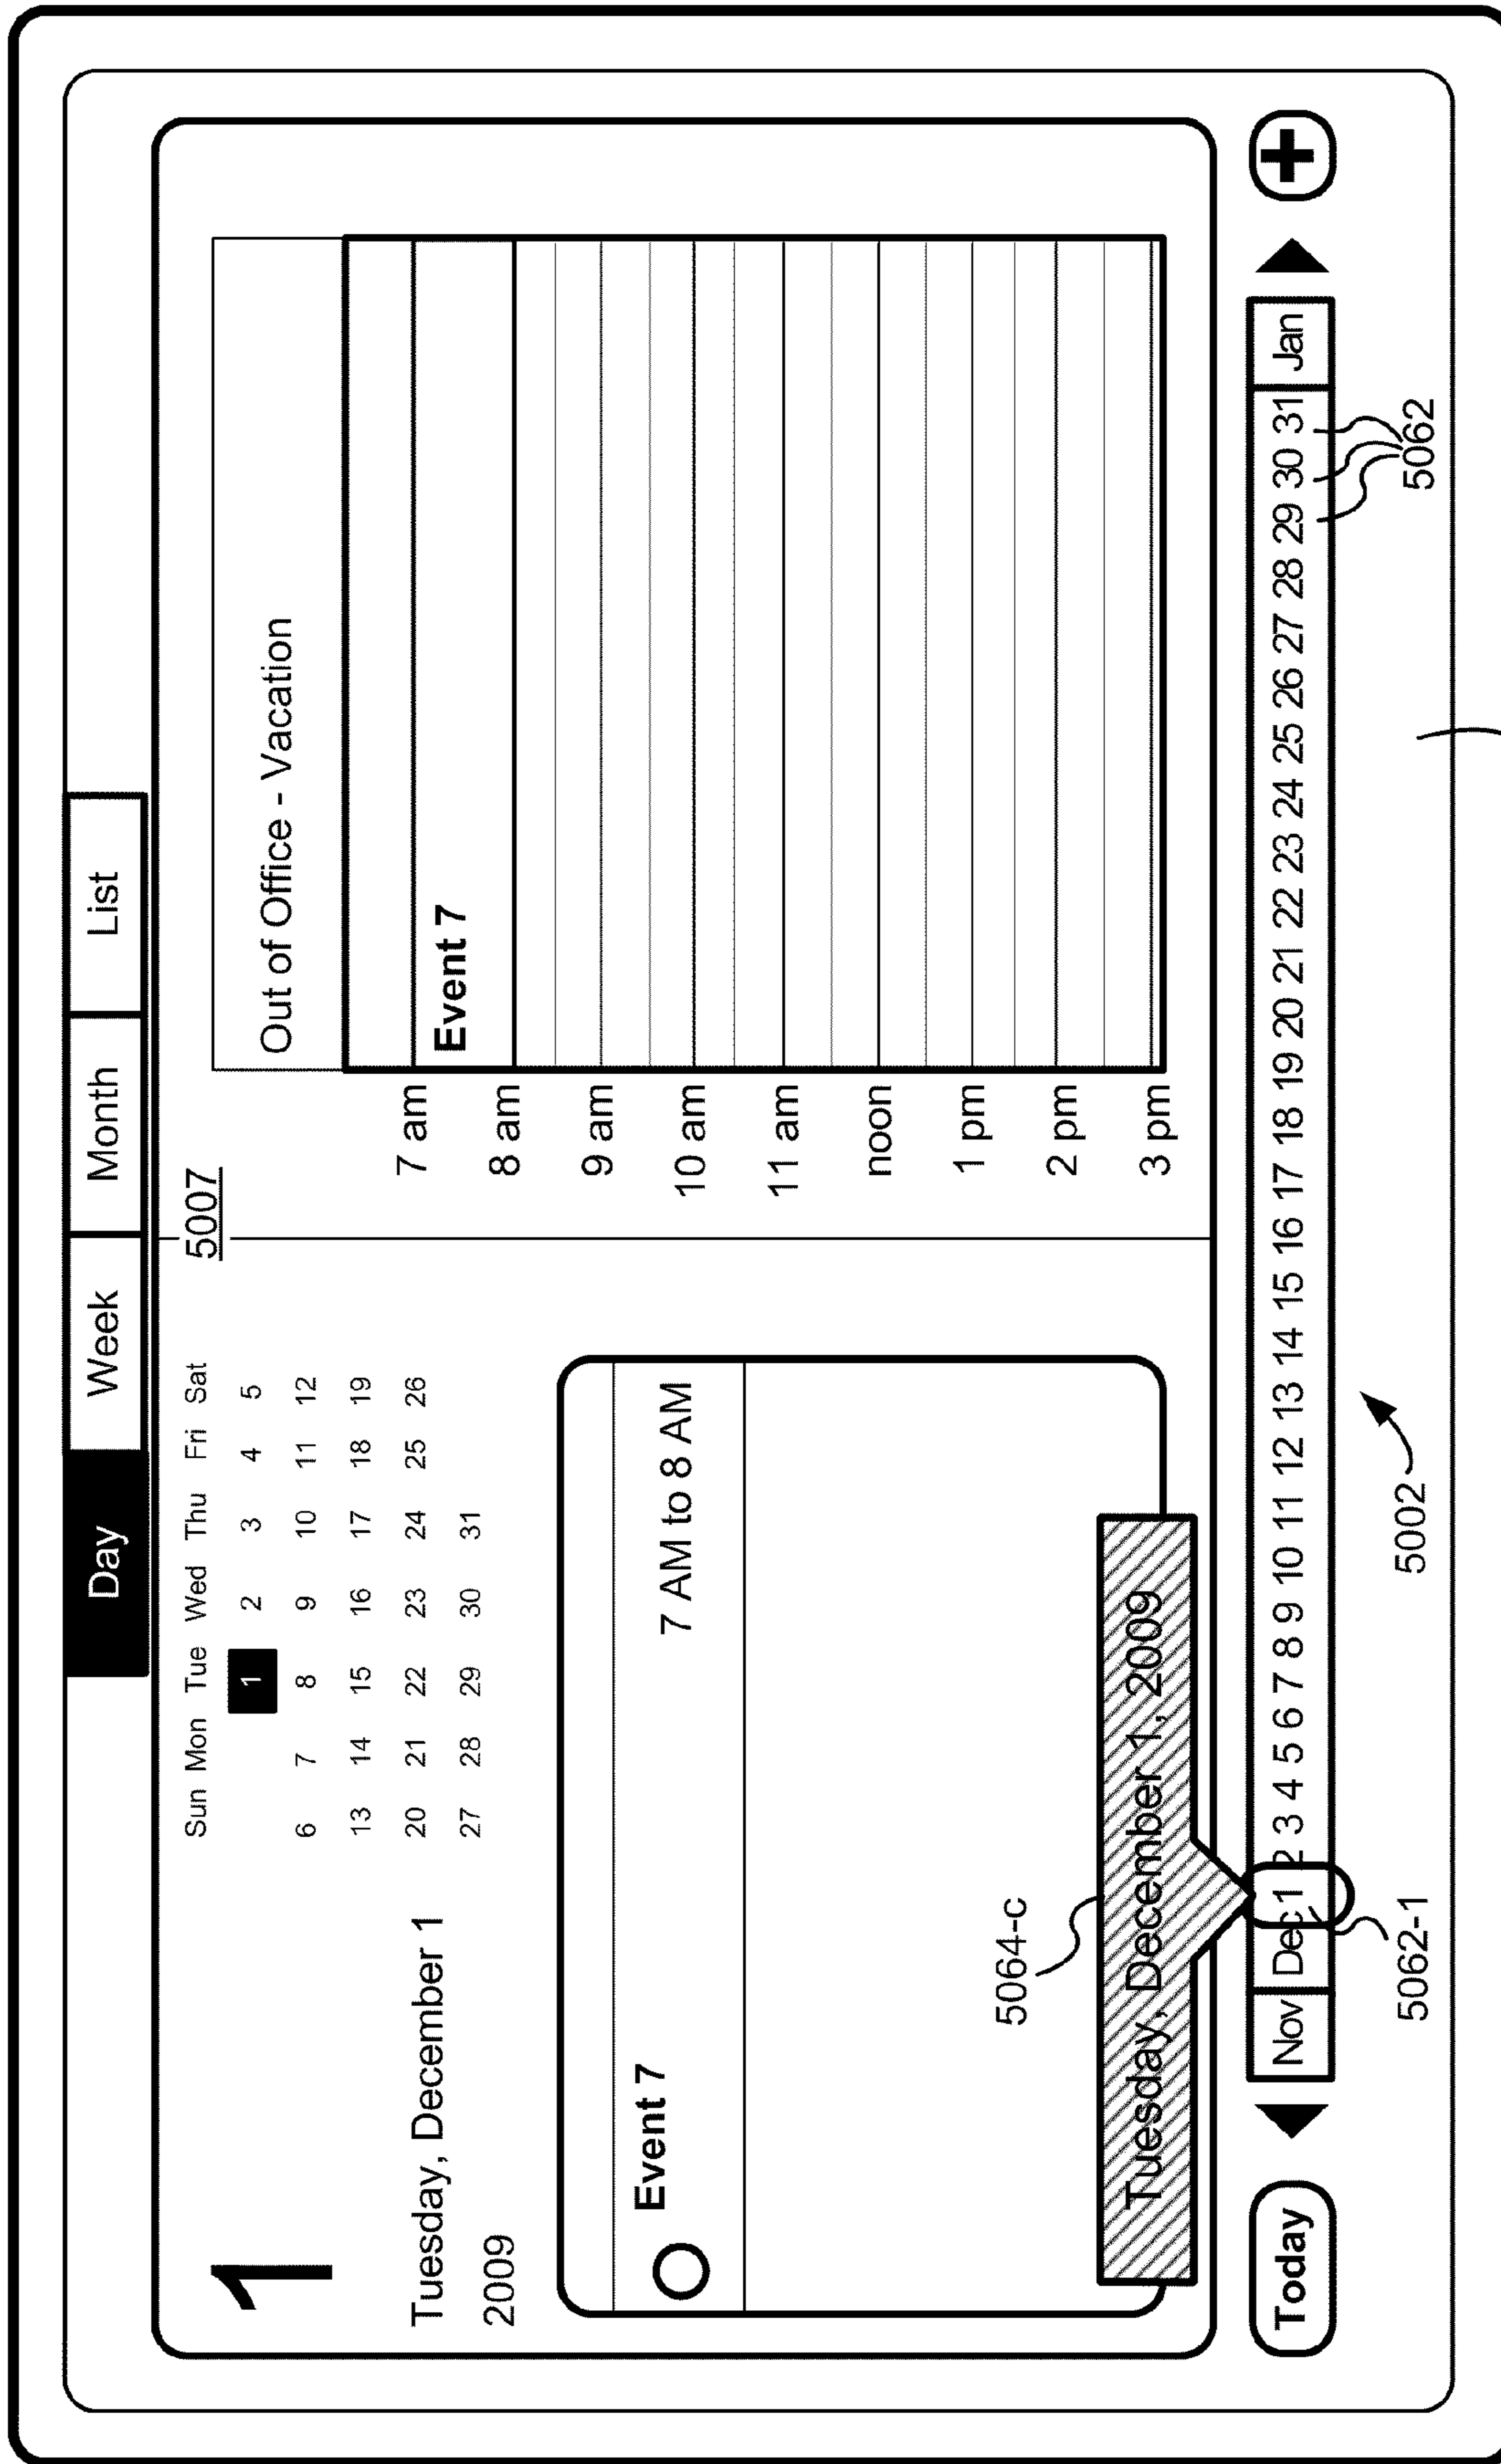 Day Week Month List
5007
1
Tuesday, December 1
2009
Sun Mon Tue Wed Thu Fri Sat
1 2 3 4 5
6 7 8 9 10 11 12
13 14 15 16 17 18 19
20 21 22 23 24 25 26
27 28 29 30 31
Event 7
7 AM to 8 AM
5064-c
Tuesday, December 1, 2009
Out of Office - Vacation
7 am
Event 7
8 am
9 am
10 am
11 am
noon
1 pm
2 pm
3 pm
Today Nov Dec 1 2 3 4 5 6 7 8 9 10 11 12 13 14 15 16 17 18 19 20 21 22 23 24 25 26 27 28 29 30 31 Jan +
5062-1
5002
5062